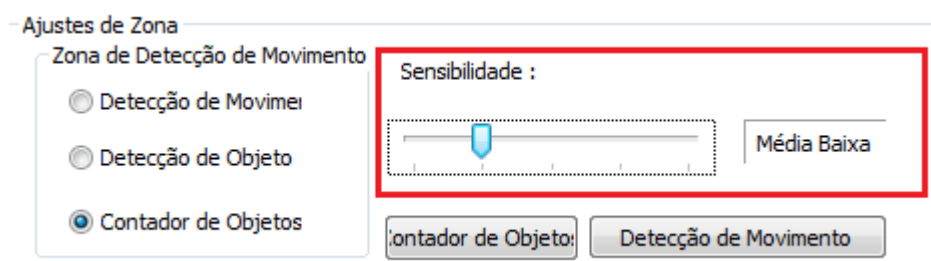 Ajustes de Zona
Zona de Detecção de Movimento
Sensibilidade :
Detecção de Movimer
Detecção de Objeto
Média Baixa
Contador de Objetos
ontador de Objeto
Detecção de Movimento